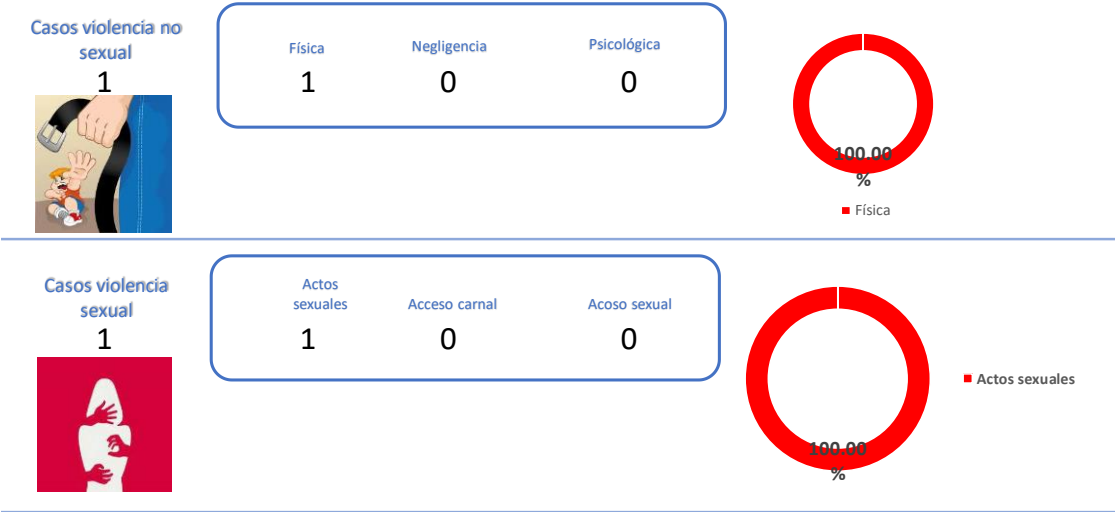 Casos violencia no
sexual
1
Física
Negligencia
Psicológica
1
0
0
100.00
%
Física
Casos violencia
sexual
1
Actos
sexuales
Acceso carnal
Acoso sexual
1
0
0
100.00
%
Actos sexuales